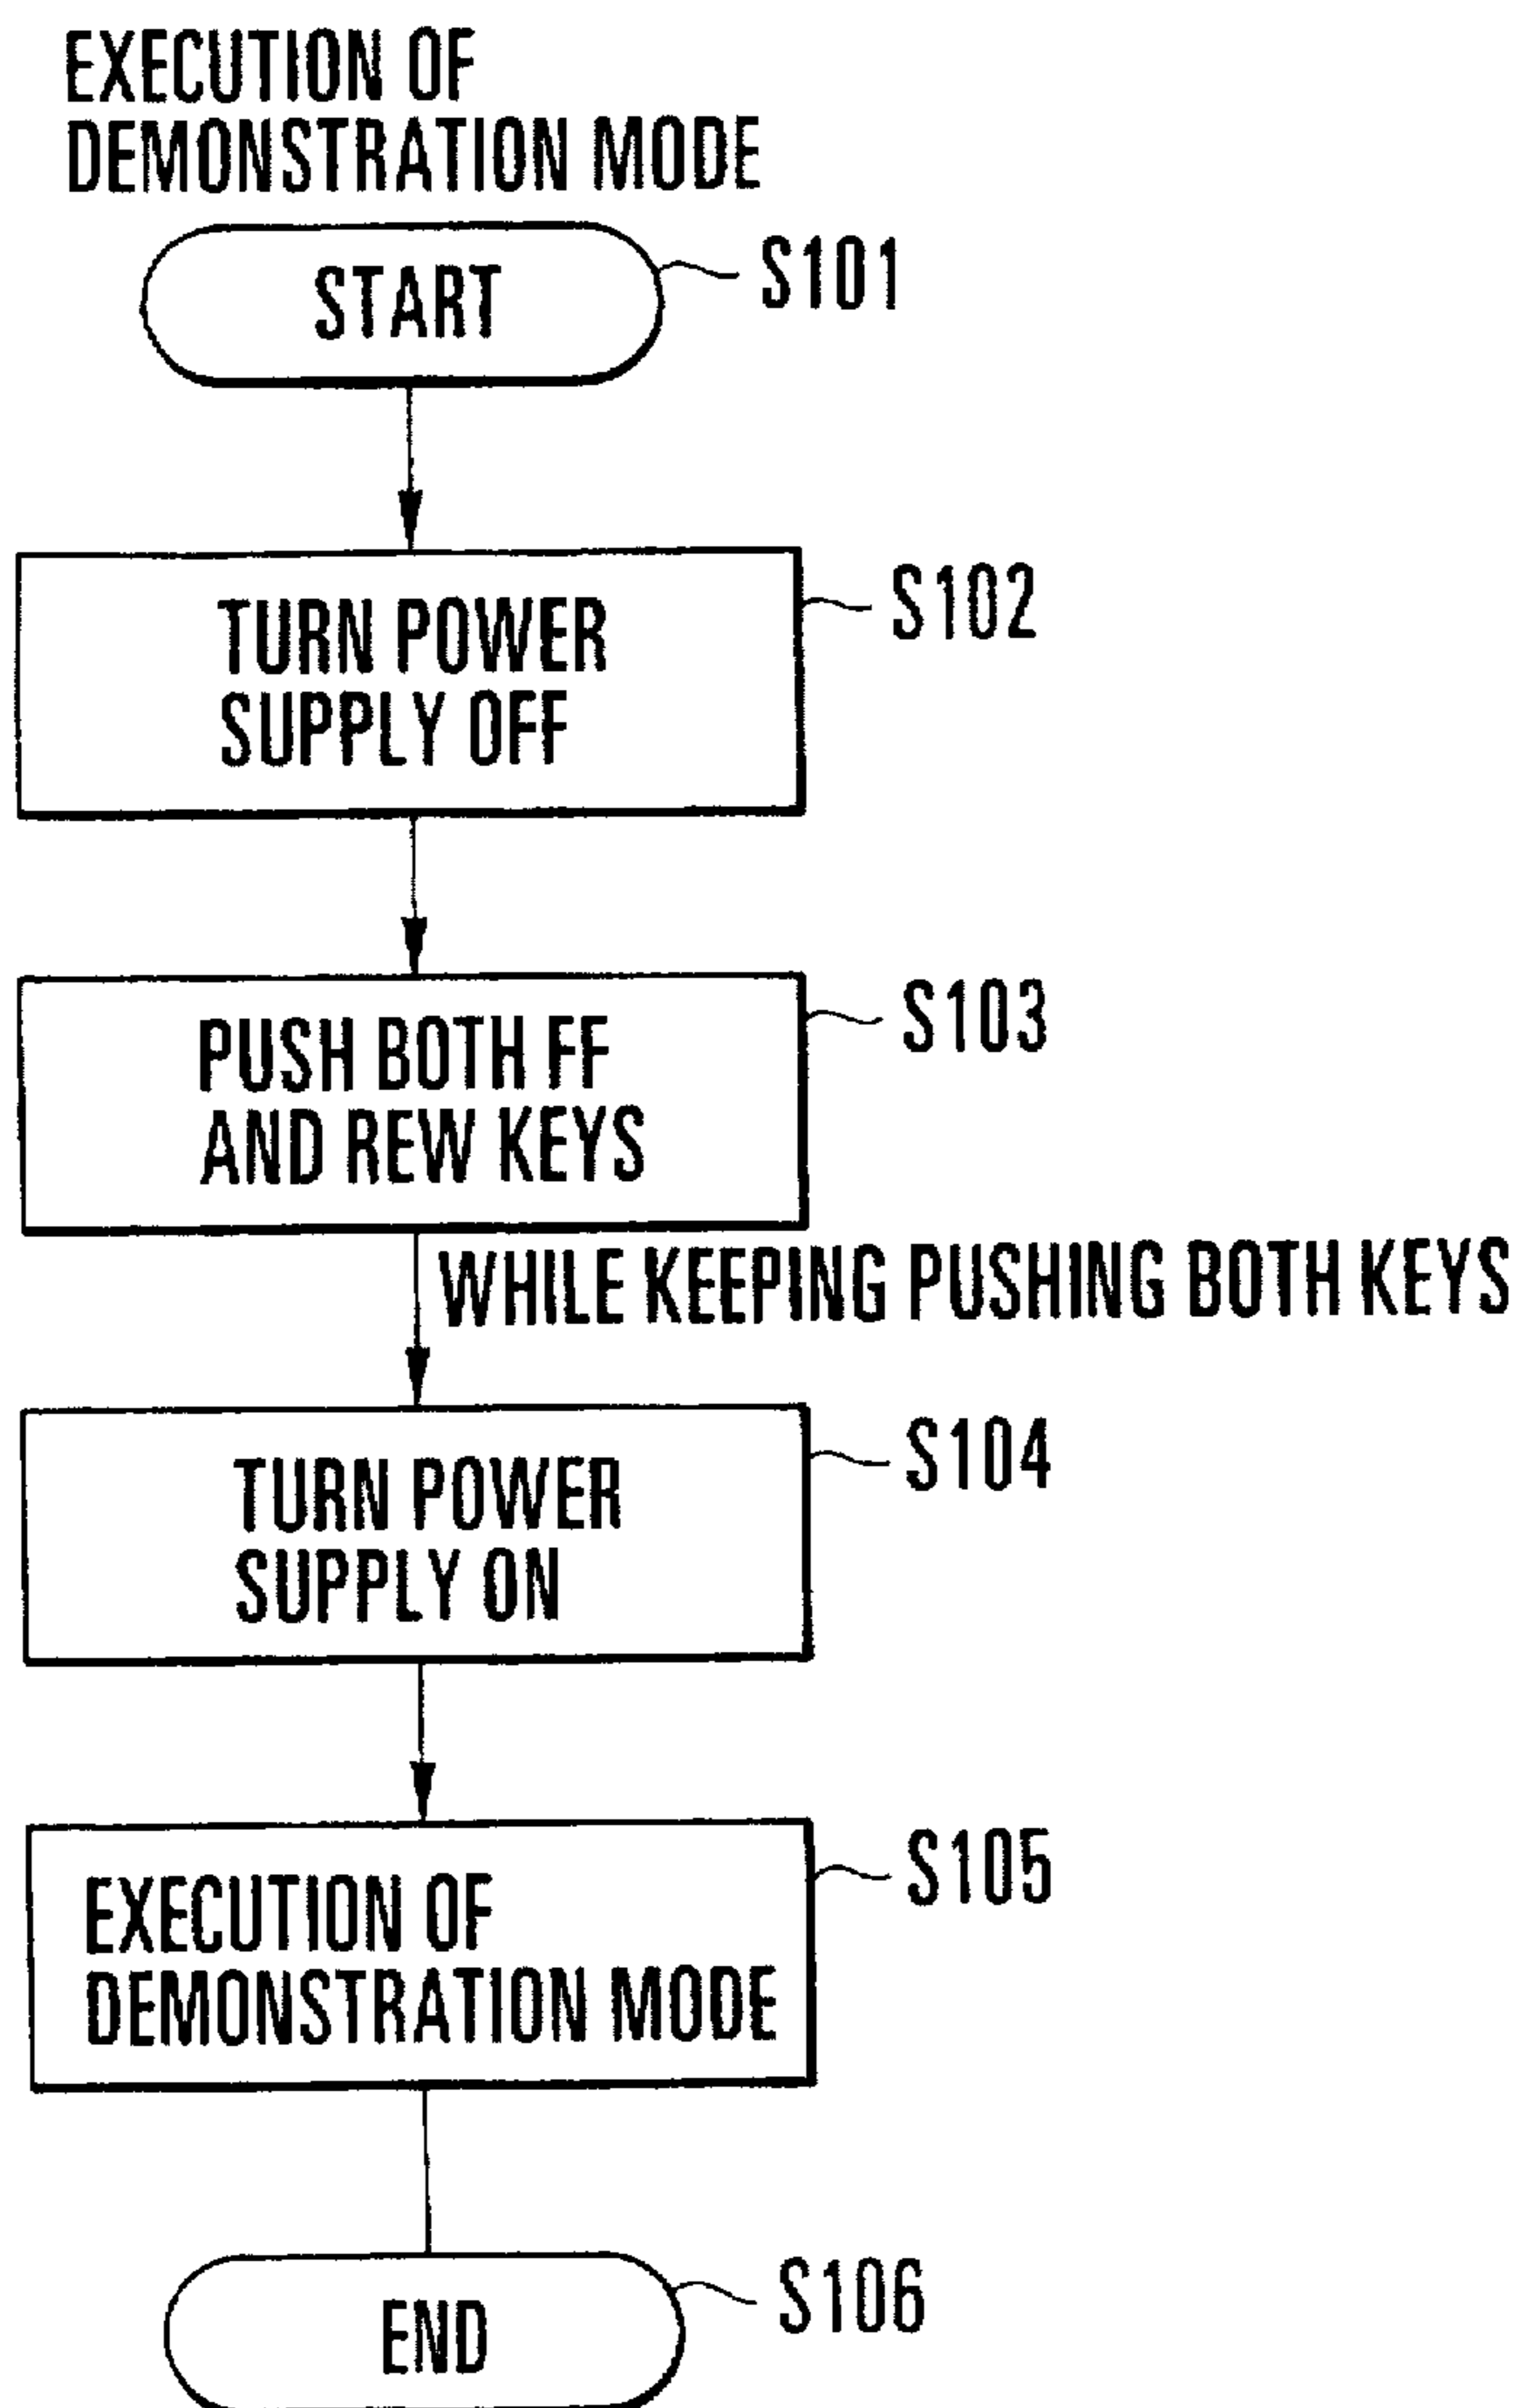 EXECUTION OF
DEMONSTRATION MODE
START
S101
TURN POWER
SUPPLY OFF
S102
PUSH BOTH FF
AND REW KEYS
S103
WHILE KEEPING PUSHING BOTH KEYS
TURN POWER
SUPPLY ON
S104
EXECUTION OF
DEMONSTRATION MODE
S105
END
S106